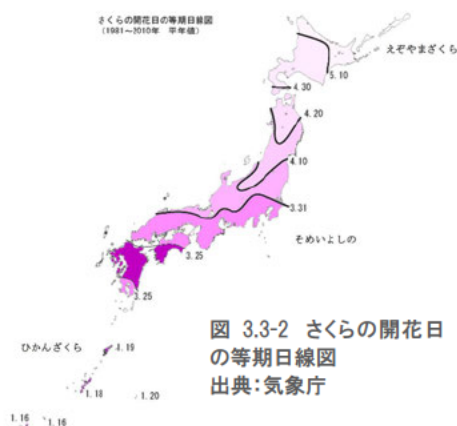 さくらの開花日の等期日線図
(1981~2010年 平年値)
えぞやまざくら
5.10
4.30
4.20
4.10
3.31
そめいよしの
3.25
3.25
ひかんざくら
1.19
1.18
1.20
1.16
1.16
図 3.3-2 さくらの開花日
の等期日線図
出典:気象庁